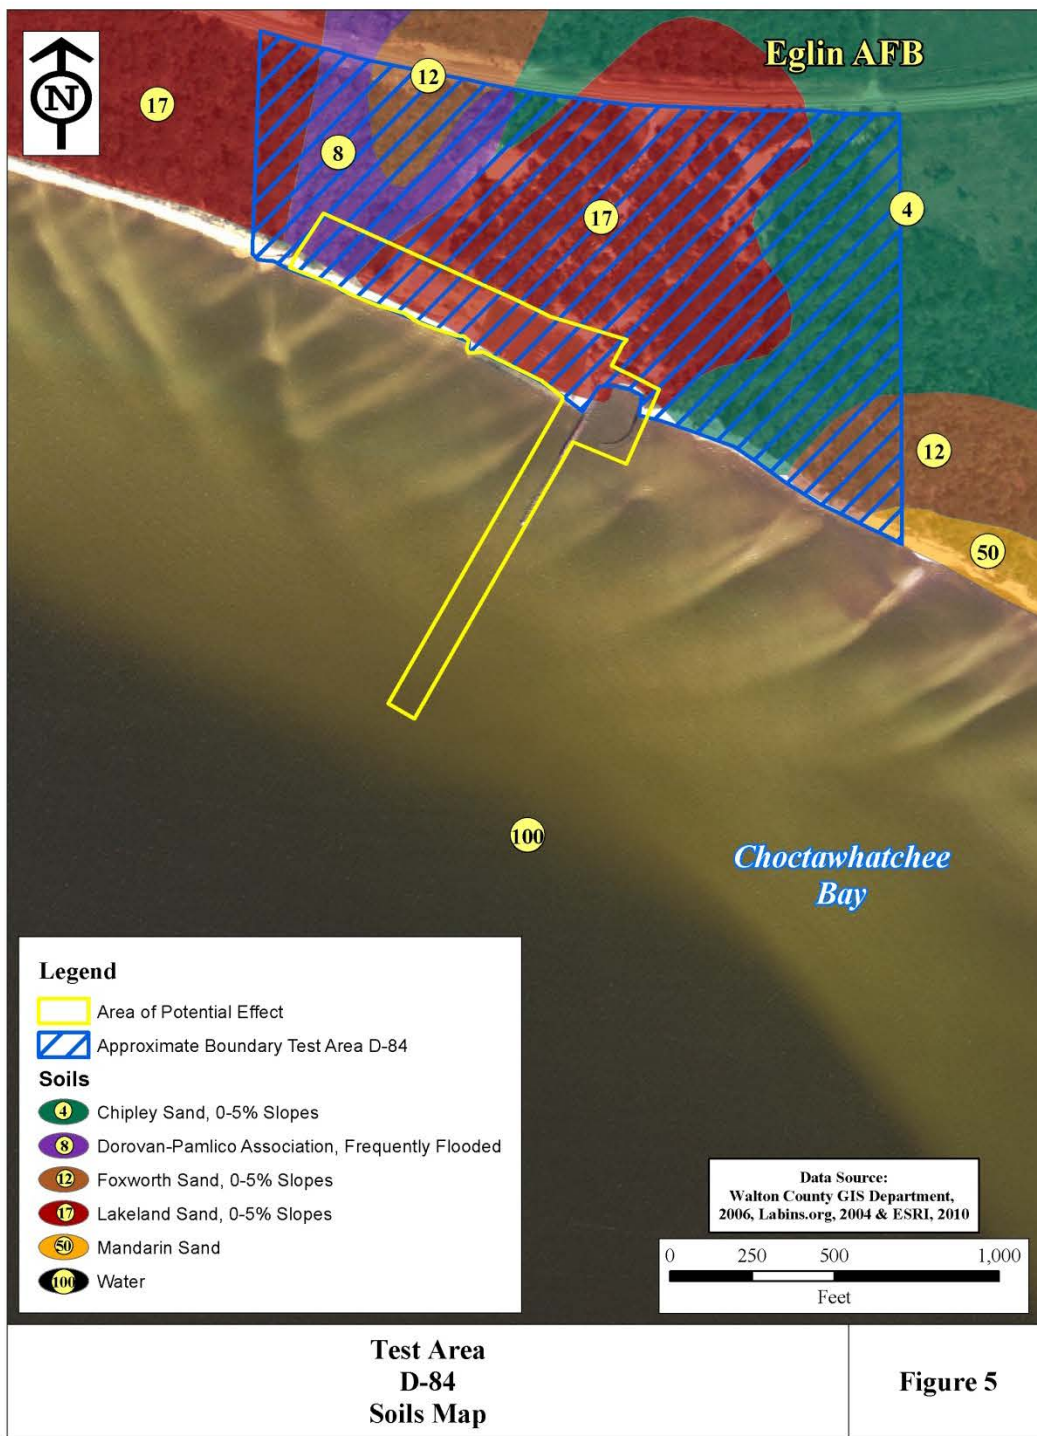 Eglin AFB
N
12
17
8
17
4
12
50
100
Choctawhatchee
Bay
Legend
Area of Potential Effect
Approximate Boundary Test Area D-84
Soils
4 Chipley Sand, 0-5% Slopes
8 Dorovan-Pamlico Association, Frequently Flooded
12 Foxworth Sand, 0-5% Slopes
17 Lakeland Sand, 0-5% Slopes
50 Mandarin Sand
100 Water
Data Source:
Walton County GIS Department,
2006, Labins.org, 2004 & ESRI, 2010
0 250 500 1,000
Feet
Test Area
D-84
Soils Map
Figure 5